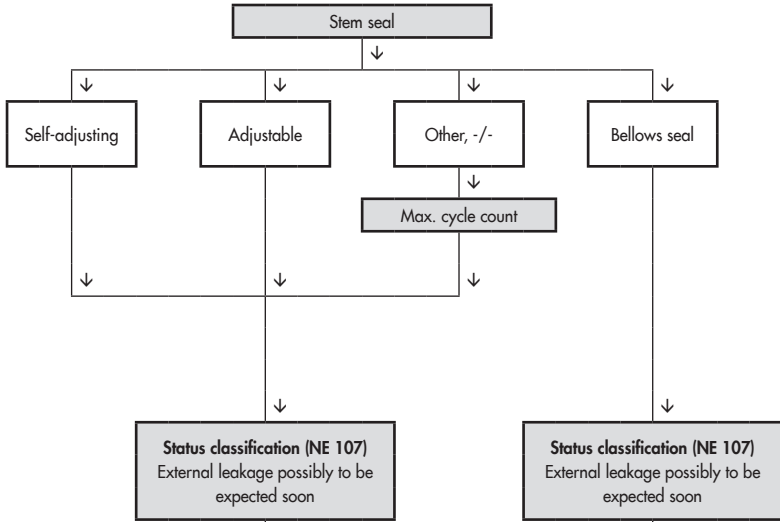 Stem seal
Self-adjusting
Adjustable
Other, -/-
Bellows seal
Max. cycle count
Status classification (NE 107)
External leakage possibly to be
expected soon
Status classification (NE 107)
External leakage possibly to be
expected soon